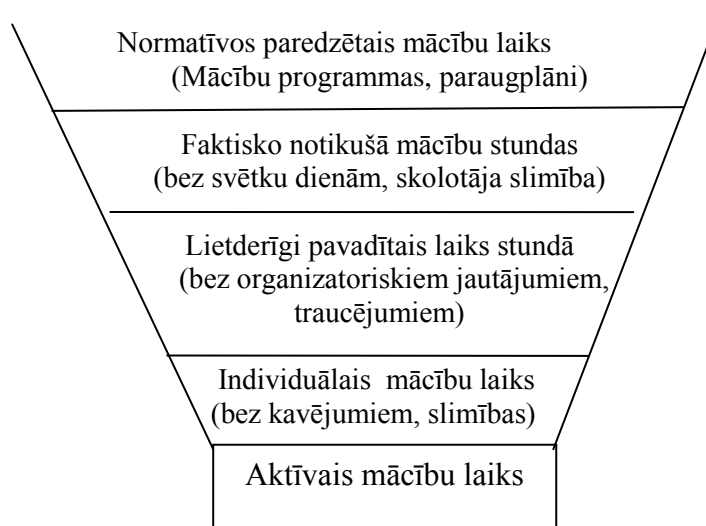 Normatīvos paredzētais mācību laiks
(Mācību programmas, paraugplāni)
Faktisko notikušā mācību stundas
(bez svētku dienām, skolotāja slimība)
Lietderīgi pavadītais laiks stundā
(bez organizatoriskiem jautājumiem,
traucējumiem)
Individuālais mācību laiks
(bez kavējumiem, slimības)
Aktīvais mācību laiks